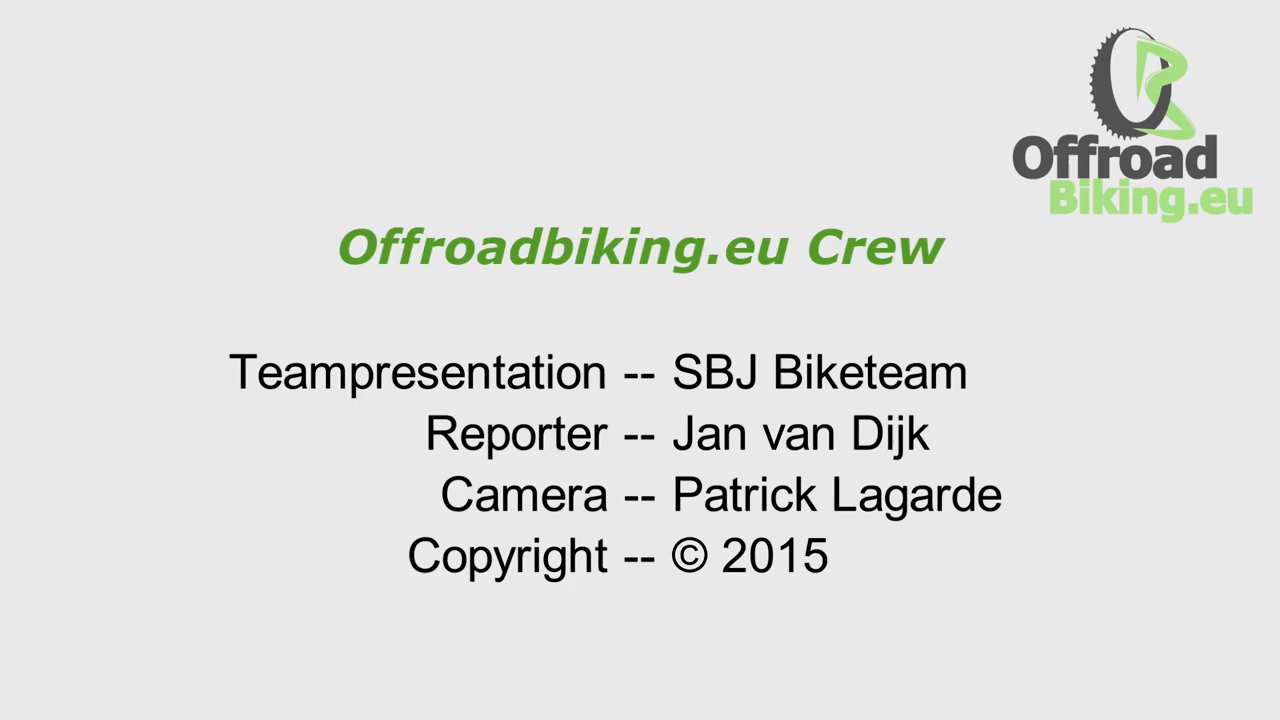 Offroad
Biking.eu
Offroadbiking.eu Crew
Teampresentation -- SBJ Biketeam
Reporter -- Jan van Dijk
Camera -- Patrick Lagarde
Copyright -- © 2015